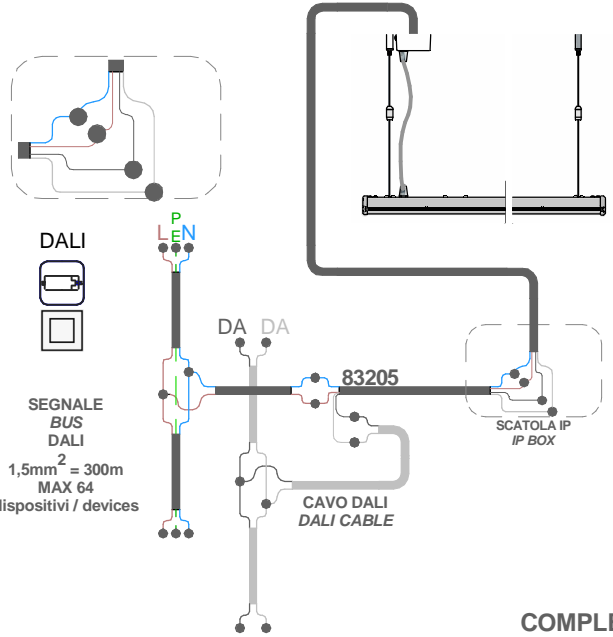 DALI
L PE N
DA DA
83205
SEGNALE
BUS
DALI
1,5mm² = 300m
MAX 64
dispositivi / devices
SCATOLA IP
IP BOX
CAVO DALI
DALI CABLE